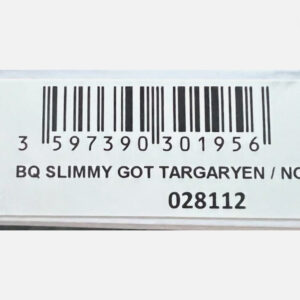 3 597390 301956
BQ SLIMMY GOT TARGARYEN / NO
028112